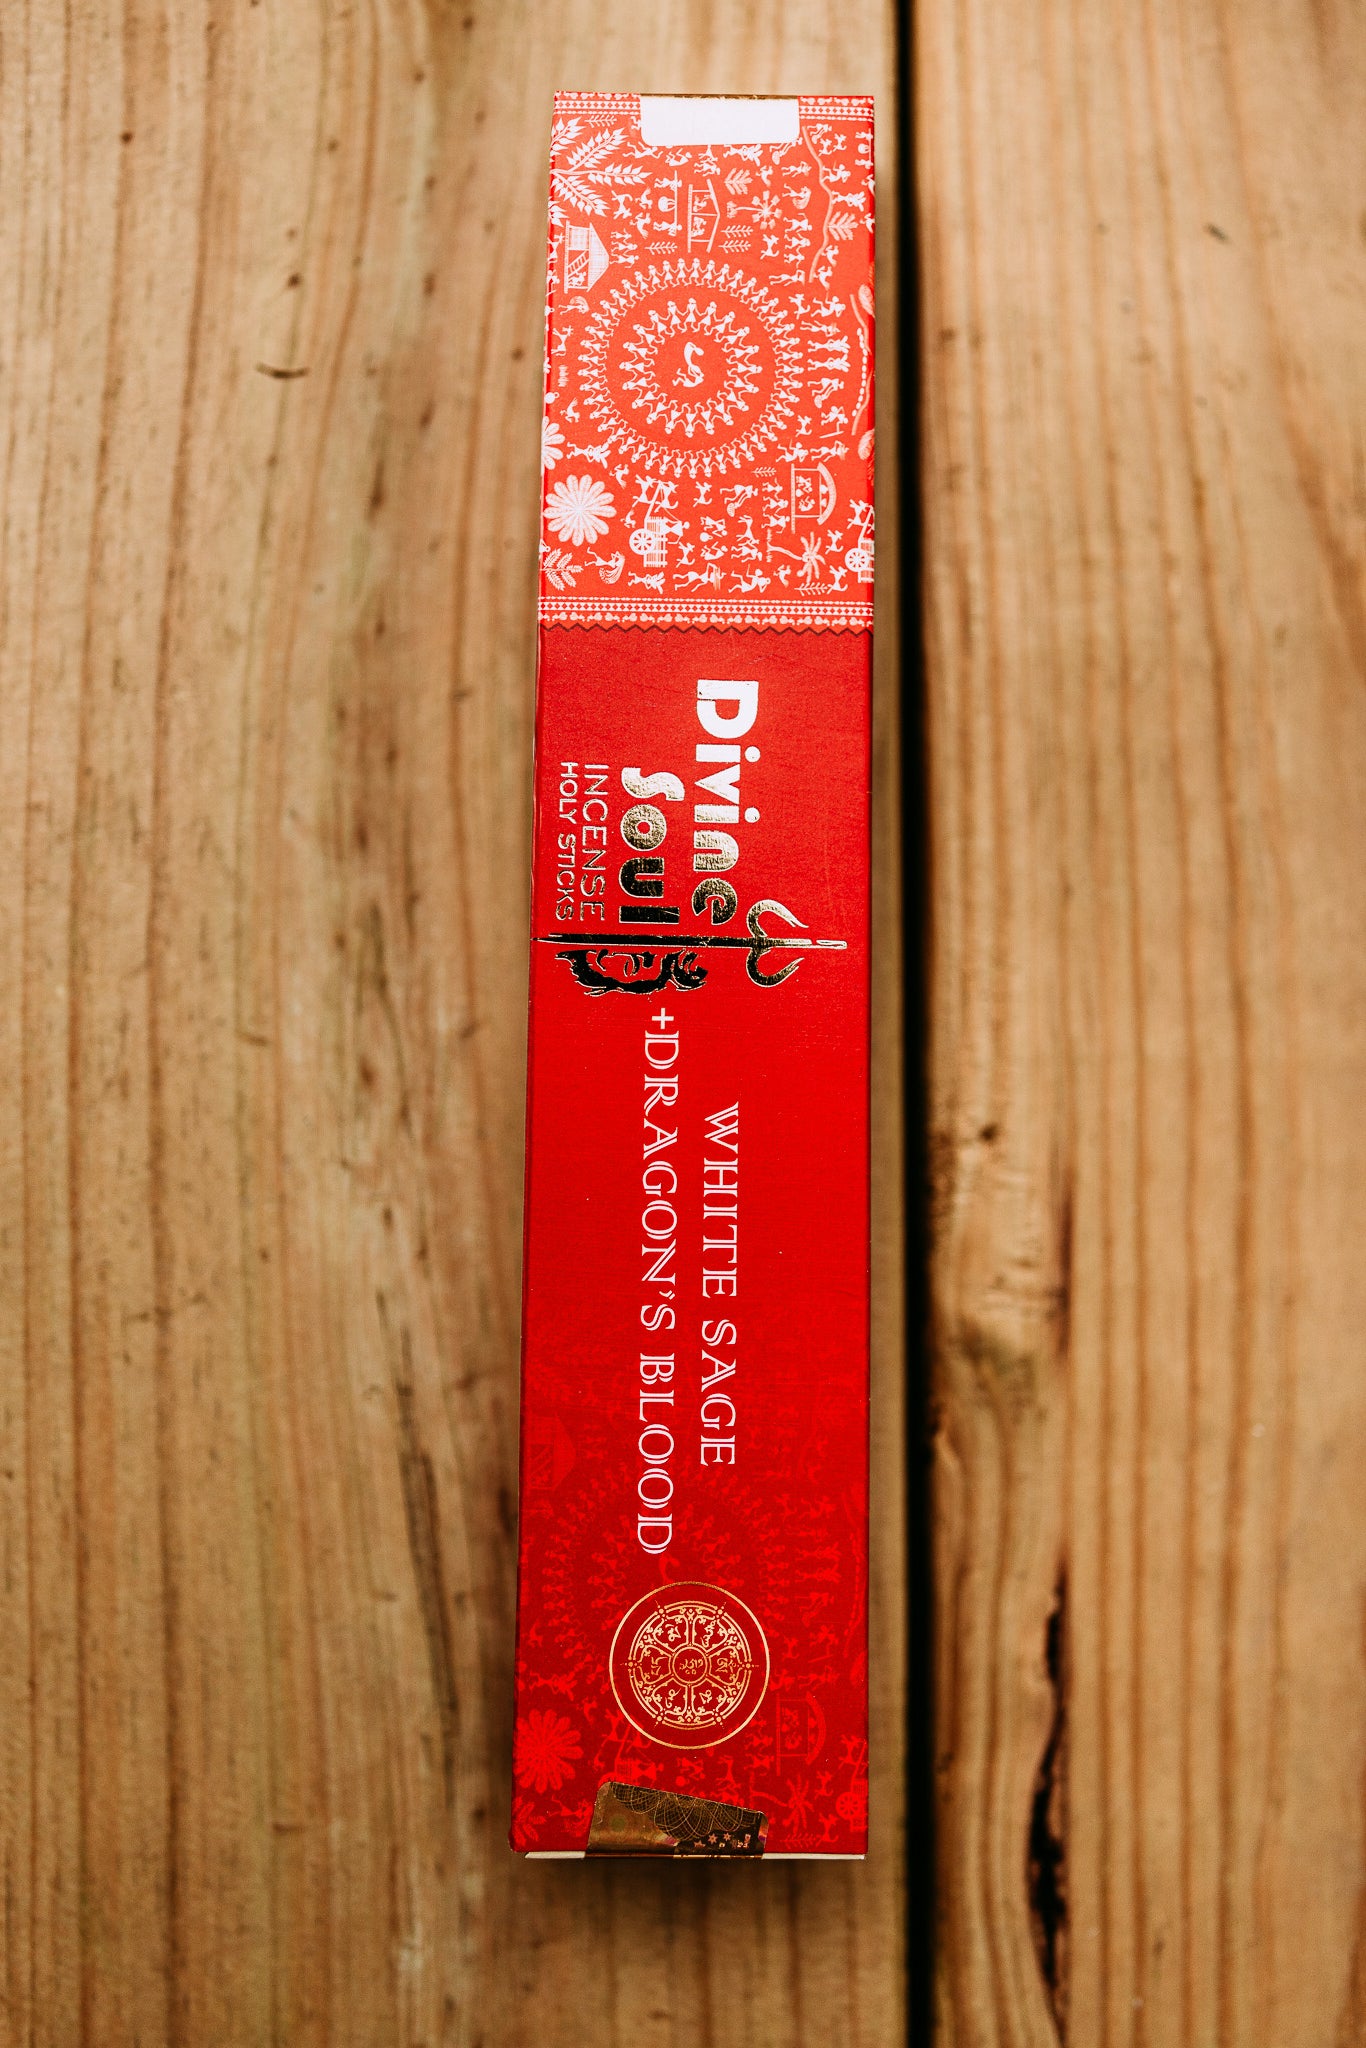 Divine
Soul
INCENSE
HOLY STICKS
WHITE SAGE
+DRAGON'S BLOOD